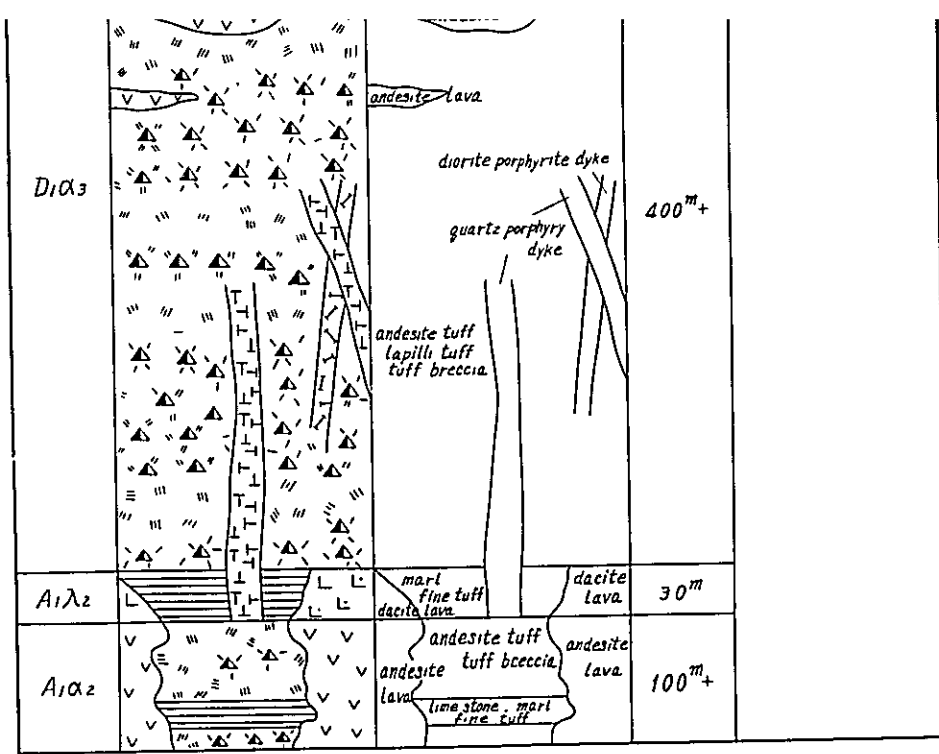 andesite lava
D1α3
diorite porphyrite dyke
400m+
quartz porphyry
dyke
andesite tuff
lapilli tuff
tuff breccia
A1λ2
marl
fine tuff
dacite lava
dacite
lava
30m
A1α2
andesite tuff
tuff bceccia
andesite
lava
andesite
lava
100m+
lime stone . marl
fine tuff